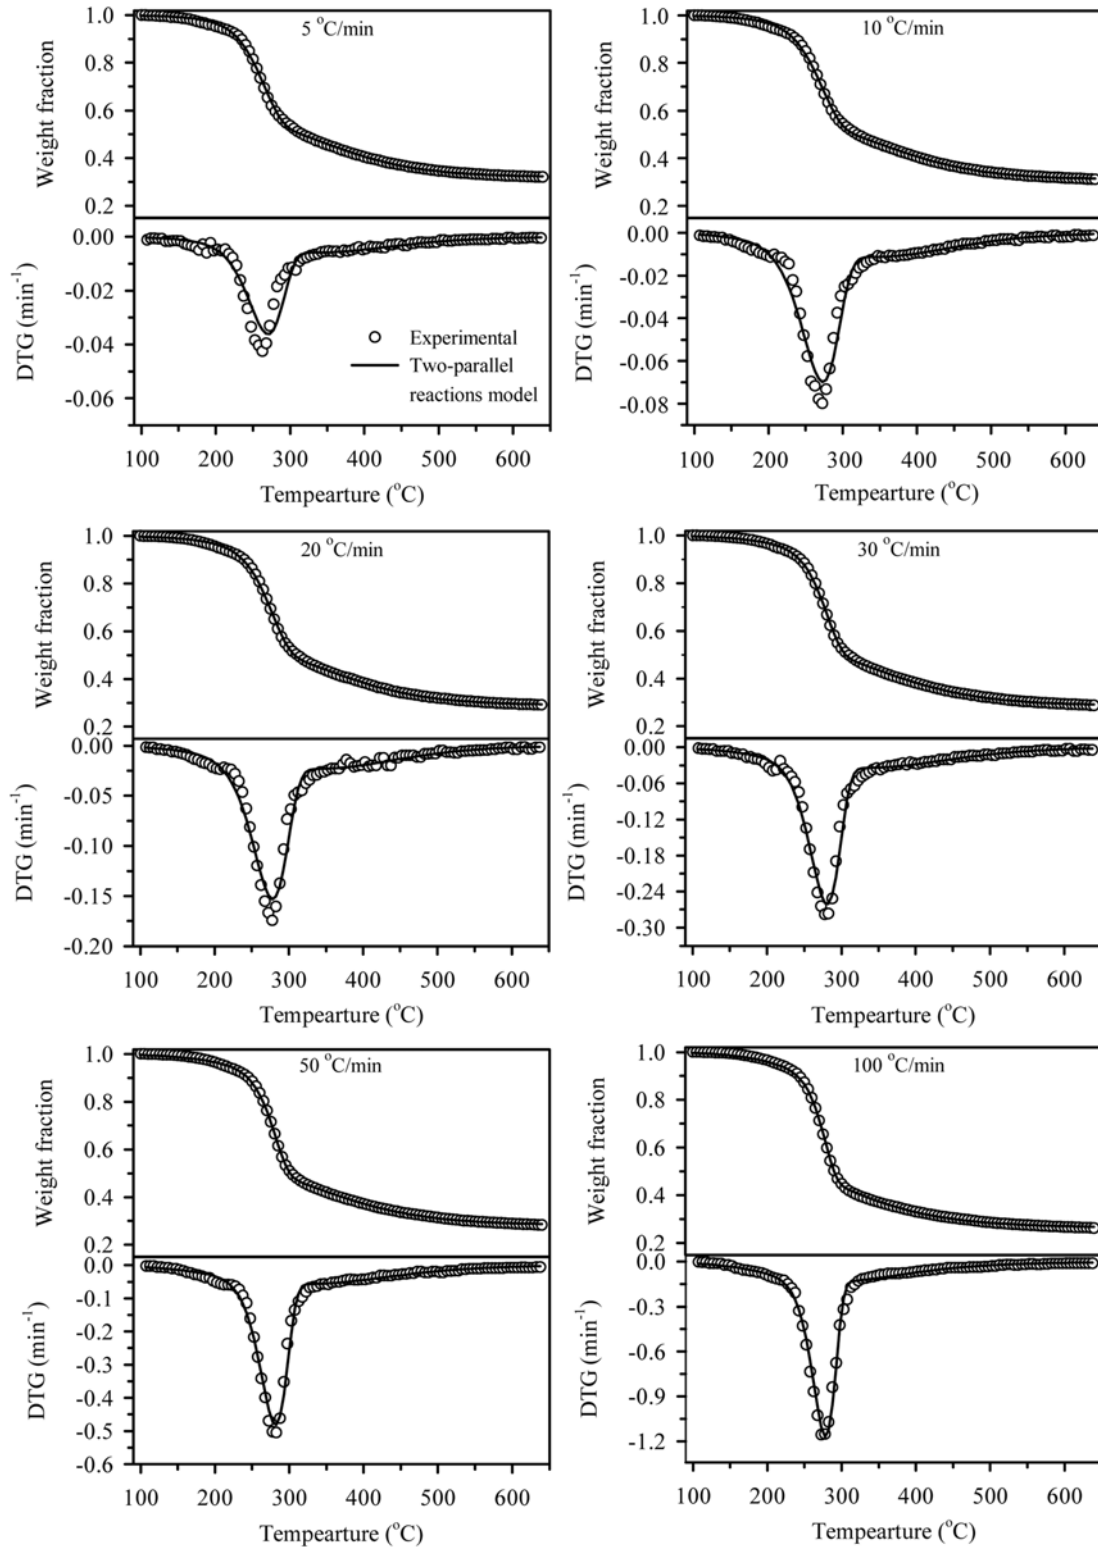 5 °C/min
Weight fraction
1.0
0.8
0.6
0.4
0.2
DTG (min-1)
0.00
-0.02
-0.04
-0.06
Experimental
Two-parallel
reactions model
100 200 300 400 500 600
Tempearture (°C)
10 °C/min
Weight fraction
1.0
0.8
0.6
0.4
0.2
DTG (min-1)
0.00
-0.02
-0.04
-0.06
-0.08
100 200 300 400 500 600
Tempearture (°C)
20 °C/min
Weight fraction
1.0
0.8
0.6
0.4
0.2
DTG (min-1)
0.00
-0.05
-0.10
-0.15
-0.20
100 200 300 400 500 600
Tempearture (°C)
30 °C/min
Weight fraction
1.0
0.8
0.6
0.4
0.2
DTG (min-1)
0.00
-0.06
-0.12
-0.18
-0.24
-0.30
100 200 300 400 500 600
Tempearture (°C)
50 °C/min
Weight fraction
1.0
0.8
0.6
0.4
0.2
DTG (min-1)
0.0
-0.1
-0.2
-0.3
-0.4
-0.5
-0.6
100 200 300 400 500 600
Tempearture (°C)
100 °C/min
Weight fraction
1.0
0.8
0.6
0.4
0.2
DTG (min-1)
0.0
-0.3
-0.6
-0.9
-1.2
100 200 300 400 500 600
Tempearture (°C)